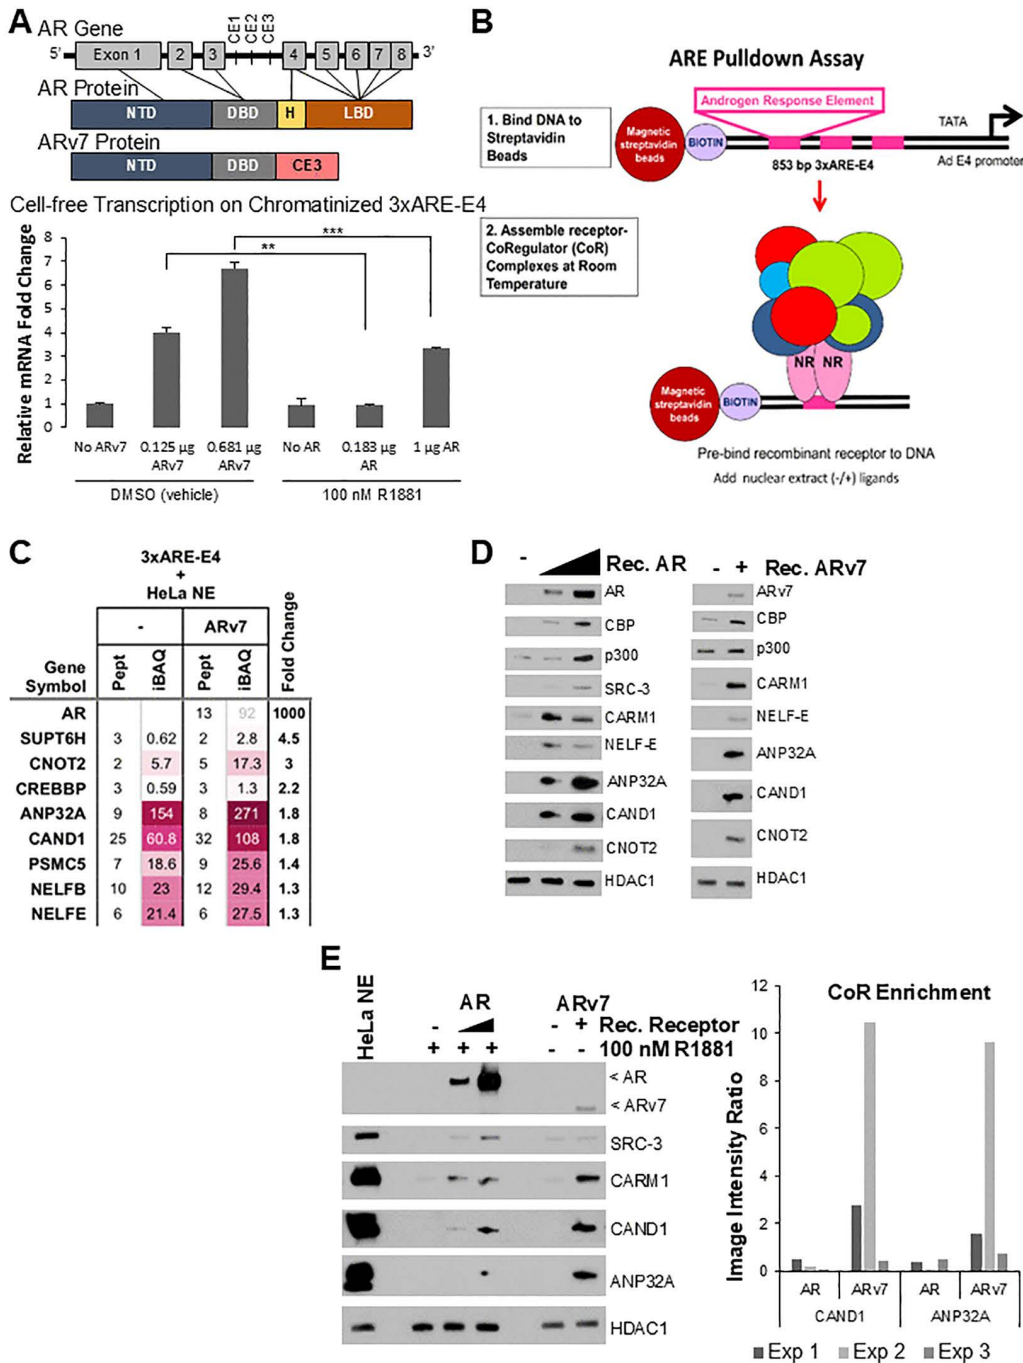 A
AR Gene
CE1
CE2
CE3
5'
Exon 1
2
3
4
5
6
7
8
3'
AR Protein
NTD
DBD
H
LBD
ARv7 Protein
NTD
DBD
CE3
Cell-free Transcription on Chromatinized 3xARE-E4
Relative mRNA Fold Change
8
7
6
5
4
3
2
1
0
***
**
No ARv7
0.125 µg ARv7
0.681 µg ARv7
No AR
0.183 µg AR
1 µg AR
DMSO (vehicle)
100 nM R1881
B
ARE Pulldown Assay
1. Bind DNA to
Streptavidin
Beads
Androgen Response Element
Magnetic
streptavidin
beads
BIOTIN
TATA
853 bp 3xARE-E4
Ad E4 promoter
2. Assemble receptor-
CoRegulator (CoR)
Complexes at Room
Temperature
NR NR
Magnetic
streptavidin
beads
BIOTIN
Pre-bind recombinant receptor to DNA
Add nuclear extract (-/+) ligands
C
3xARE-E4
+
HeLa NE
- ARv7
Gene Symbol Pept iBAQ Pept iBAQ Fold Change
AR 13 92 1000
SUPT6H 3 0.62 2 2.8 4.5
CNOT2 2 5.7 5 17.3 3
CREBBP 3 0.59 3 1.3 2.2
ANP32A 9 154 8 271 1.8
CAND1 25 60.8 32 108 1.8
PSMC5 7 18.6 9 25.6 1.4
NELFB 10 23 12 29.4 1.3
NELFE 6 21.4 6 27.5 1.3
D
- Rec. AR
AR
CBP
p300
SRC-3
CARM1
NELF-E
ANP32A
CAND1
CNOT2
HDAC1
- + Rec. ARv7
ARv7
CBP
p300
CARM1
NELF-E
ANP32A
CAND1
CNOT2
HDAC1
E
HeLa NE
AR ARv7
- - + Rec. Receptor
+ + + - - 100 nM R1881
< AR
< ARv7
SRC-3
CARM1
CAND1
ANP32A
HDAC1
CoR Enrichment
Image Intensity Ratio
12
10
8
6
4
2
0
AR ARv7 AR ARv7
CAND1 ANP32A
Exp 1 Exp 2 Exp 3